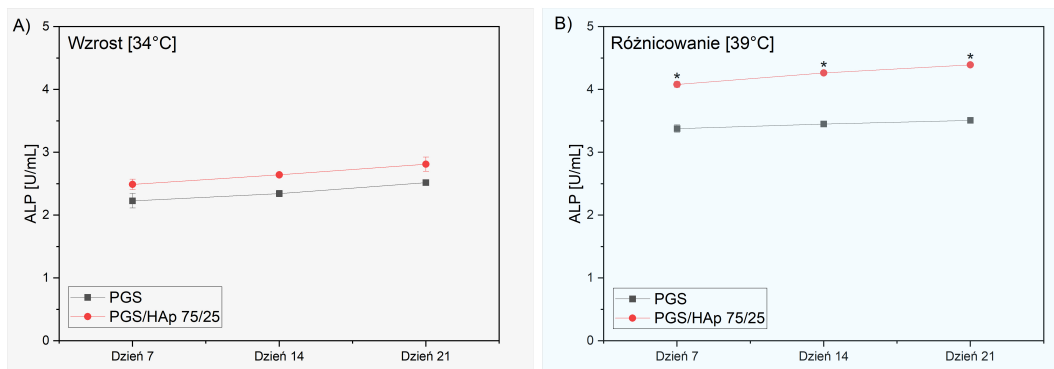 A)
Wzrost [34°C]
ALP [U/mL]
5
4
3
2
1
0
PGS
PGS/HAp 75/25
Dzień 7
Dzień 14
Dzień 21
B)
Różnicowanie [39°C]
ALP [U/mL]
5
4
3
2
1
0
*
*
*
PGS
PGS/HAp 75/25
Dzień 7
Dzień 14
Dzień 21